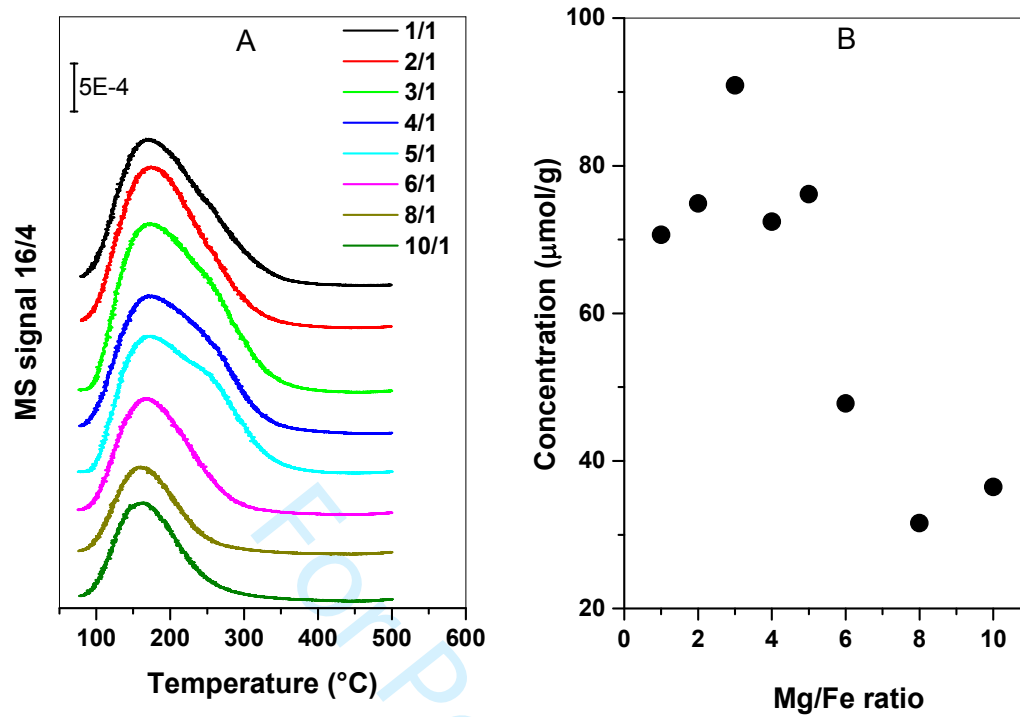 A
1/1
2/1
3/1
4/1
5/1
6/1
8/1
10/1
5E-4
MS signal 16/4
100 200 300 400 500 600
Temperature (°C)
B
100
80
60
40
20
Concentration (μmol/g)
0 2 4 6 8 10
Mg/Fe ratio
For P